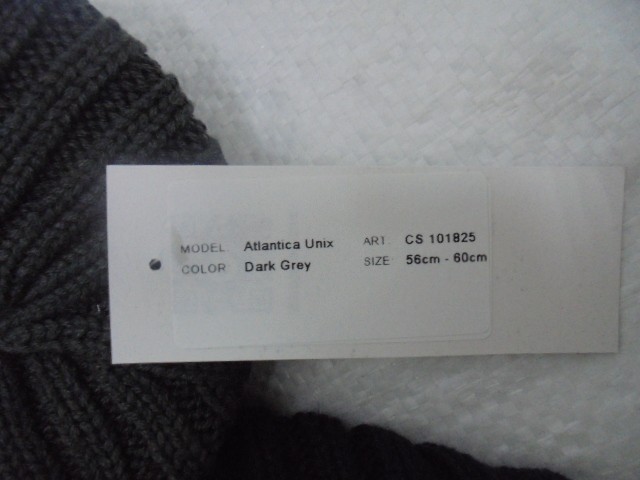 MODEL: Atlantica Unix ART: CS 101825
COLOR: Dark Grey SIZE: 56cm - 60cm